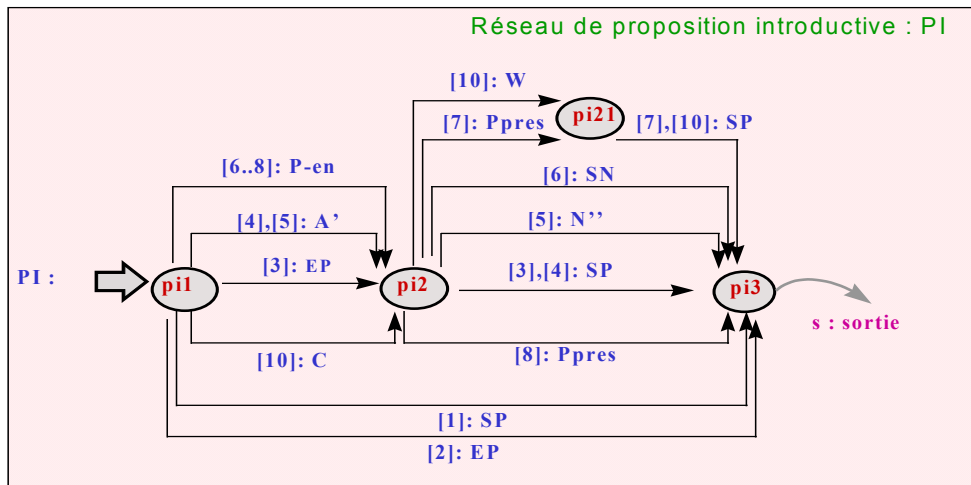 Réseau de proposition introductive : PI
[10]: W
pi21
[7]: Ppres
[7],[10]: SP
[6..8]: P-en
[6]: SN
[4],[5]: A’
[5]: N’’
[3]: EP
[3],[4]: SP
PI :
pi1
pi2
pi3
s : sortie
[10]: C
[8]: Ppres
[1]: SP
[2]: EP